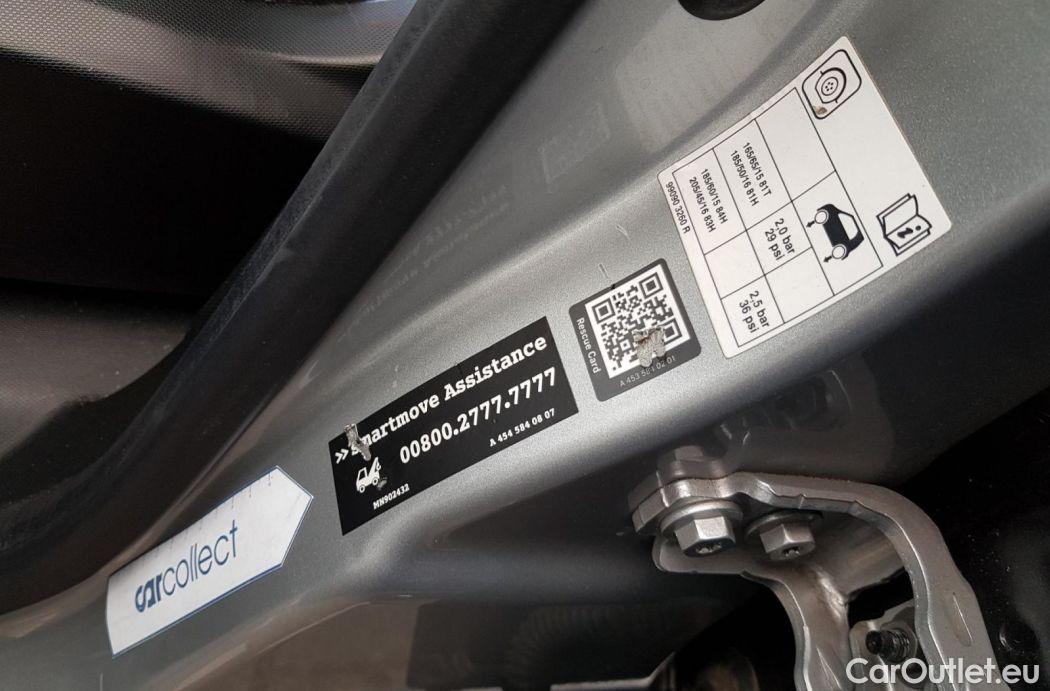 165/65/15 81T
185/50/16 81H
2,0 bar
29 psi
185/60/15 84H
205/45/16 83H
2,5 bar
36 psi
99090 3260 R
Rescue Card
A 453 584 02 01
>> smartmove Assistance
00800.2777.7777
A 454 584 08 07
MN902432
carcollect
CarOutlet.eu